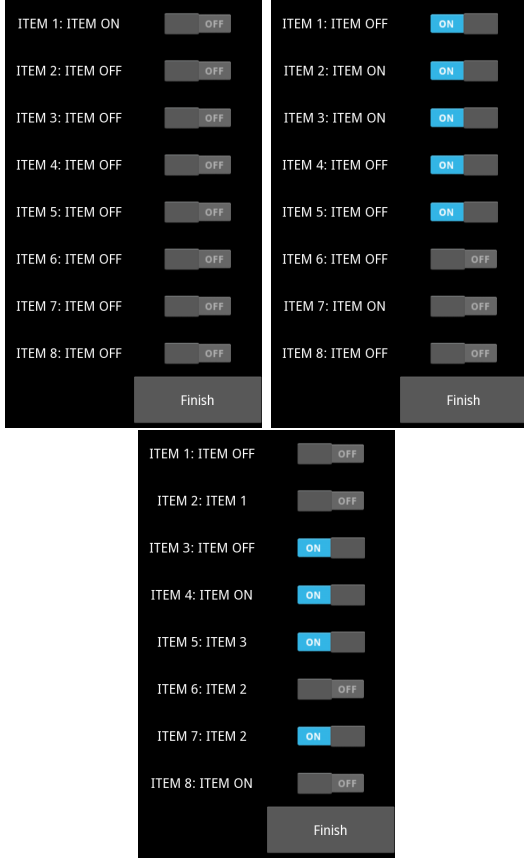 ITEM 1: ITEM ON OFF
ITEM 2: ITEM OFF OFF
ITEM 3: ITEM OFF OFF
ITEM 4: ITEM OFF OFF
ITEM 5: ITEM OFF OFF
ITEM 6: ITEM OFF OFF
ITEM 7: ITEM OFF OFF
ITEM 8: ITEM OFF OFF
Finish
ITEM 1: ITEM OFF ON
ITEM 2: ITEM ON ON
ITEM 3: ITEM ON ON
ITEM 4: ITEM OFF ON
ITEM 5: ITEM OFF ON
ITEM 6: ITEM OFF OFF
ITEM 7: ITEM ON OFF
ITEM 8: ITEM OFF OFF
Finish
ITEM 1: ITEM OFF OFF
ITEM 2: ITEM 1 OFF
ITEM 3: ITEM OFF ON
ITEM 4: ITEM ON ON
ITEM 5: ITEM 3 ON
ITEM 6: ITEM 2 OFF
ITEM 7: ITEM 2 ON
ITEM 8: ITEM ON OFF
Finish